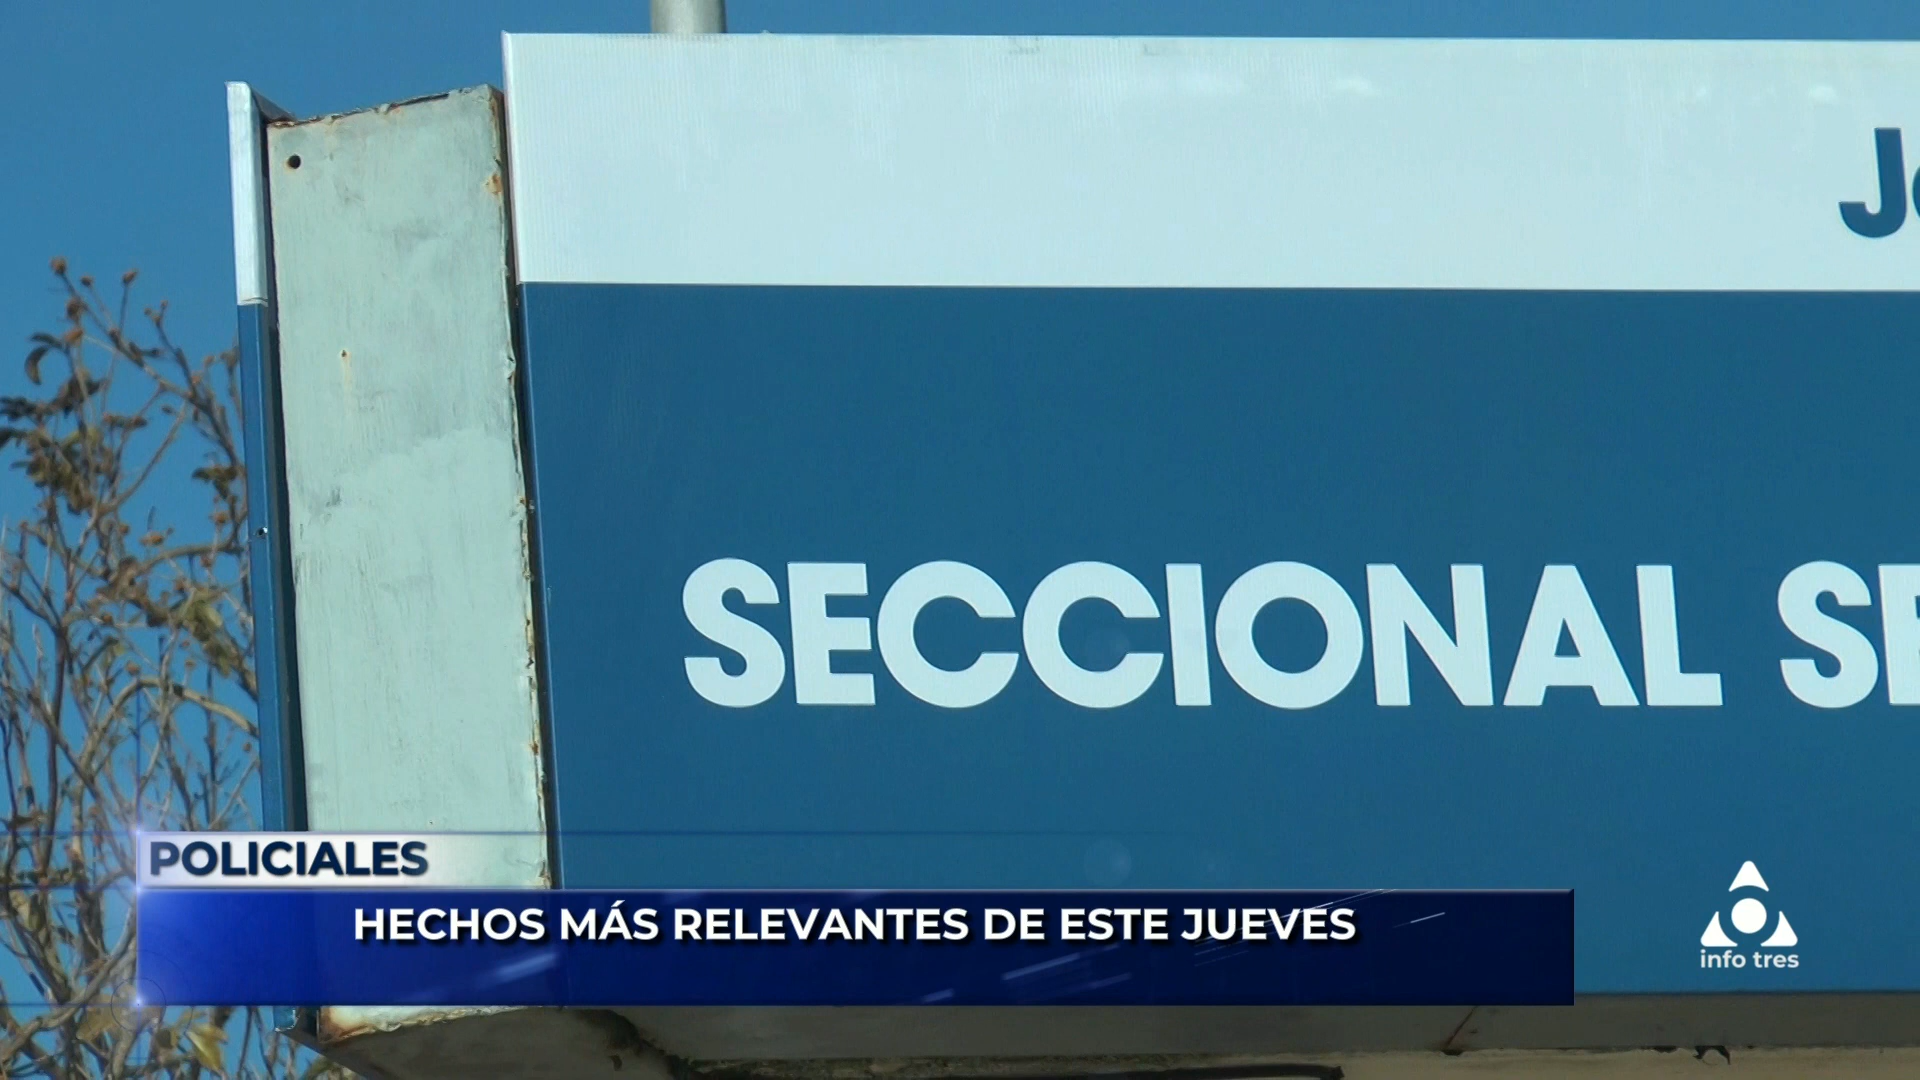 SECCIONAL
POLICIALES
HECHOS MÁS RELEVANTES DE ESTE JUEVES
info tres